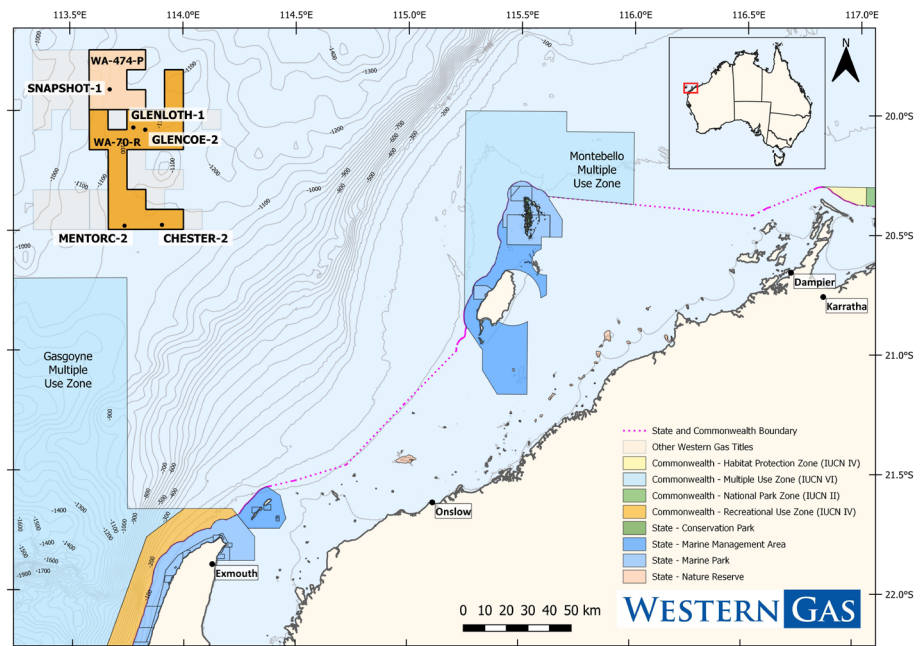 113.5°E
114.0°E
114.5°E
115.0°E
115.5°E
116.0°E
116.5°E
117.0°E
N
WA-474-P
SNAPSHOT-1
GLENLOTH-1
GLENCOE-2
WA-70-R
MENTORC-2
CHESTER-2
20.0°S
20.5°S
21.0°S
21.5°S
22.0°S
Montebello
Multiple
Use Zone
Dampier
Karratha
Gasgoyne
Multiple
Use Zone
Onslow
Exmouth
State and Commonwealth Boundary
Other Western Gas Titles
Commonwealth - Habitat Protection Zone (IUCN IV)
Commonwealth - Multiple Use Zone (IUCN VI)
Commonwealth - National Park Zone (IUCN II)
Commonwealth - Recreational Use Zone (IUCN IV)
State - Conservation Park
State - Marine Management Area
State - Marine Park
State - Nature Reserve
0 10 20 30 40 50 km
WESTERN GAS